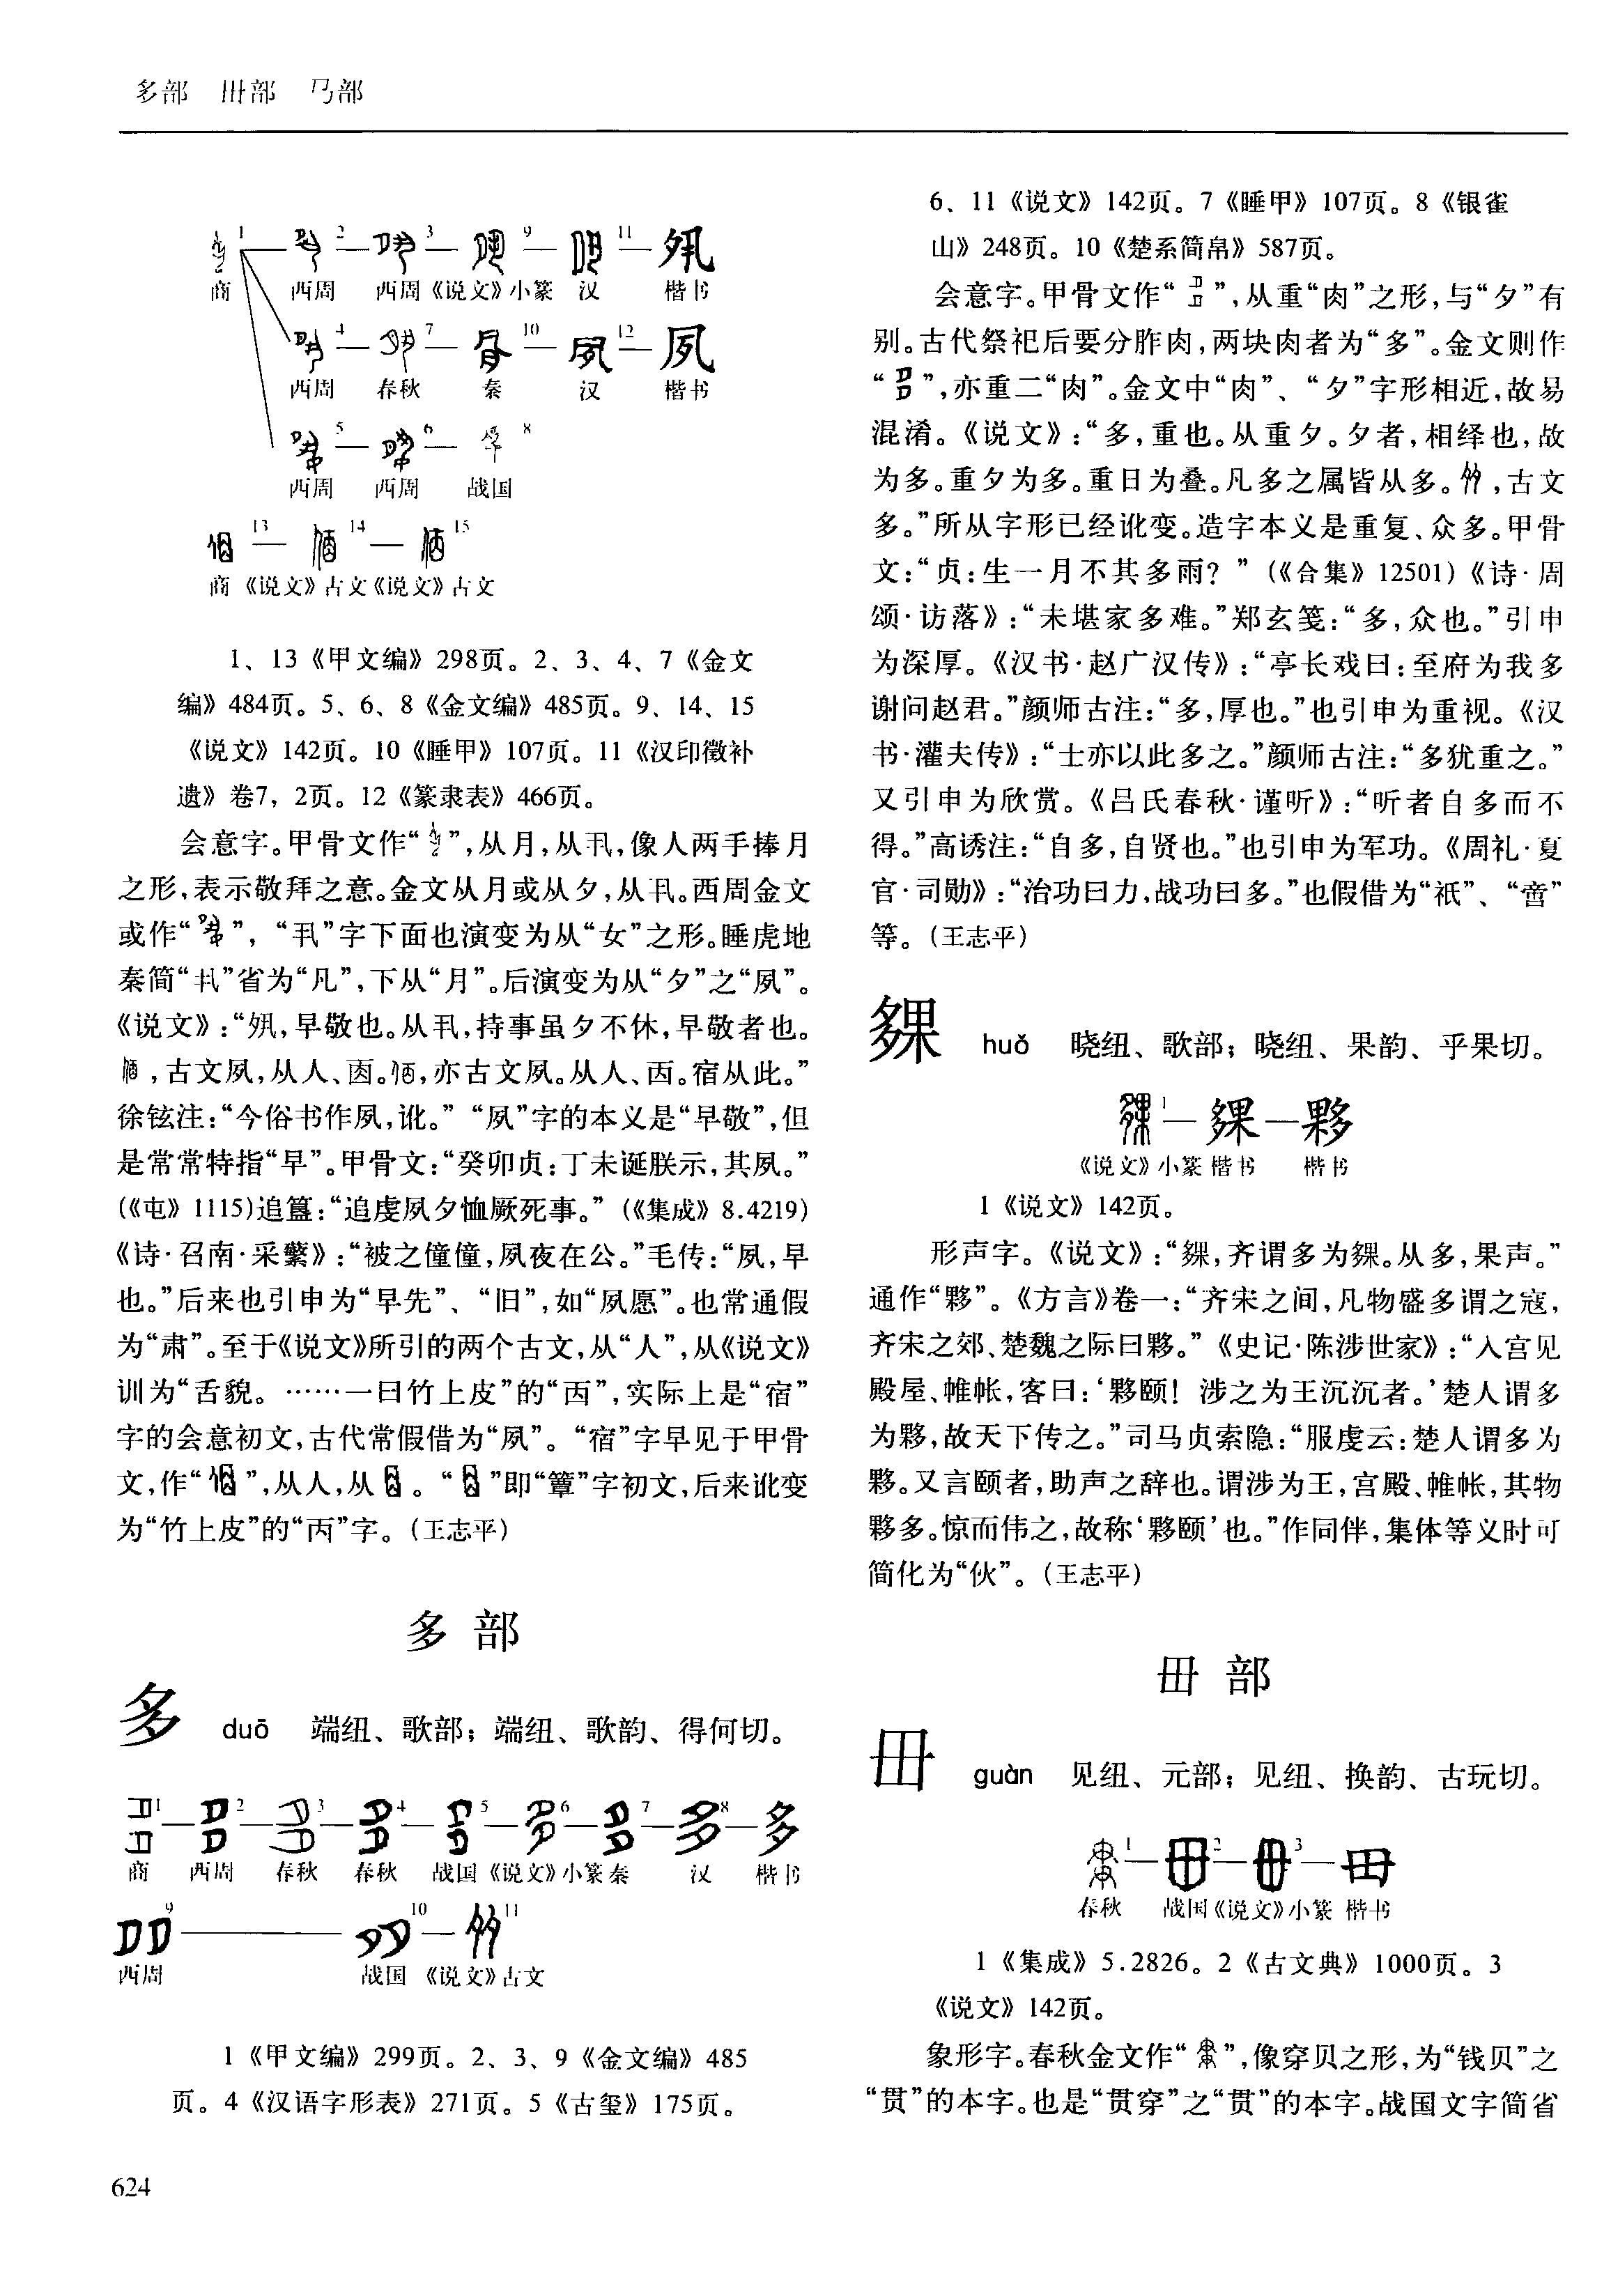 多部 毌部 𢎘部
1 2 3 9 11
商 西周 西周《说文》小篆 汉 楷书
4 7 10 12
西周 春秋 秦 汉 楷书
5 6 8
西周 西周 战国
13 14 15
商《说文》古文《说文》古文
1、13《甲文编》298页。2、3、4、7《金文
编》484页。5、6、8《金文编》485页。9、14、15
《说文》142页。10《睡甲》107页。11《汉印徵补
遗》卷7，2页。12《篆隶表》466页。
会意字。甲骨文作“ ”，从月，从丮，像人两手捧月
之形，表示敬拜之意。金文从月或从夕，从丮。西周金文
或作“ ”，“丮”字下面也演变为从“女”之形。睡虎地
秦简“丮”省为“凡”，下从“月”。后演变为从“夕”之“夙”。
《说文》：“𡖊，早敬也。从丮，持事虽夕不休，早敬者也。
，古文夙，从人、㐁。𠈇，亦古文夙。从人、㐁。宿从此。”
徐铉注：“今俗书作夙，讹。”“夙”字的本义是“早敬”，但
是常常特指“早”。甲骨文：“癸卯贞：丁未诞朕示，其夙。”
(《屯》1115)追簋：“追虔夙夕恤厥死事。”(《集成》8.4219)
《诗·召南·采蘩》：“被之僮僮，夙夜在公。”毛传：“夙，早
也。”后来也引申为“早先”、“旧”，如“夙愿”。也常通假
为“肃”。至于《说文》所引的两个古文，从“人”，从《说文》
训为“舌貌。……一曰竹上皮”的“㐁”，实际上是“宿”
字的会意初文，古代常假借为“夙”。“宿”字早见于甲骨
文，作“ ”，从人，从 。“ ”即“簟”字初文，后来讹变
为“竹上皮”的“㐁”字。（王志平）
多 部
多 duō 端纽、歌部；端纽、歌韵、得何切。
1 2 3 4 5 6 7 8 多
商 西周 春秋 春秋 战国《说文》小篆 秦 汉 楷书
9 10 11
西周 战国 《说文》古文
1《甲文编》299页。2、3、9《金文编》485
页。4《汉语字形表》271页。5《古玺》175页。
624
6、11《说文》142页。7《睡甲》107页。8《银雀
山》248页。10《楚系简帛》587页。
会意字。甲骨文作“ ”，从重“肉”之形，与“夕”有
别。古代祭祀后要分胙肉，两块肉者为“多”。金文则作
“ ”，亦重二“肉”。金文中“肉”、“夕”字形相近，故易
混淆。《说文》：“多，重也。从重夕。夕者，相绎也，故
为多。重夕为多。重日为叠。凡多之属皆从多。 ，古文
多。”所从字形已经讹变。造字本义是重复、众多。甲骨
文：“贞：生一月不其多雨？”(《合集》12501)《诗·周
颂·访落》：“未堪家多难。”郑玄笺：“多，众也。”引申
为深厚。《汉书·赵广汉传》：“亭长戏曰：至府为我多
谢问赵君。”颜师古注：“多，厚也。”也引申为重视。《汉
书·灌夫传》：“士亦以此多之。”颜师古注：“多犹重之。”
又引申为欣赏。《吕氏春秋·谨听》：“听者自多而不
得。”高诱注：“自多，自贤也。”也引申为军功。《周礼·夏
官·司勋》：“治功曰力，战功曰多。”也假借为“祇”、“啻”
等。（王志平）
𡖿 huǒ 晓纽、歌部；晓纽、果韵、乎果切。
1 𡖿 夥
《说文》小篆 楷书 楷书
1《说文》142页。
形声字。《说文》：“𡖿，齐谓多为𡖿。从多，果声。”
通作“夥”。《方言》卷一：“齐宋之间，凡物盛多谓之寇，
齐宋之郊、楚魏之际曰夥。”《史记·陈涉世家》：“入宫见
殿屋、帷帐，客曰：‘夥颐！涉之为王沉沉者。’楚人谓多
为夥，故天下传之。”司马贞索隐：“服虔云：楚人谓多为
夥。又言颐者，助声之辞也。谓涉为王，宫殿、帷帐，其物
夥多。惊而伟之，故称‘夥颐’也。”作同伴，集体等义时可
简化为“伙”。（王志平）
毌 部
毌 guàn 见纽、元部；见纽、换韵、古玩切。
1 2 3 毌
春秋 战国《说文》小篆 楷书
1《集成》5.2826。2《古文典》1000页。3
《说文》142页。
象形字。春秋金文作“ ”，像穿贝之形，为“钱贝”之
“贯”的本字。也是“贯穿”之“贯”的本字。战国文字简省